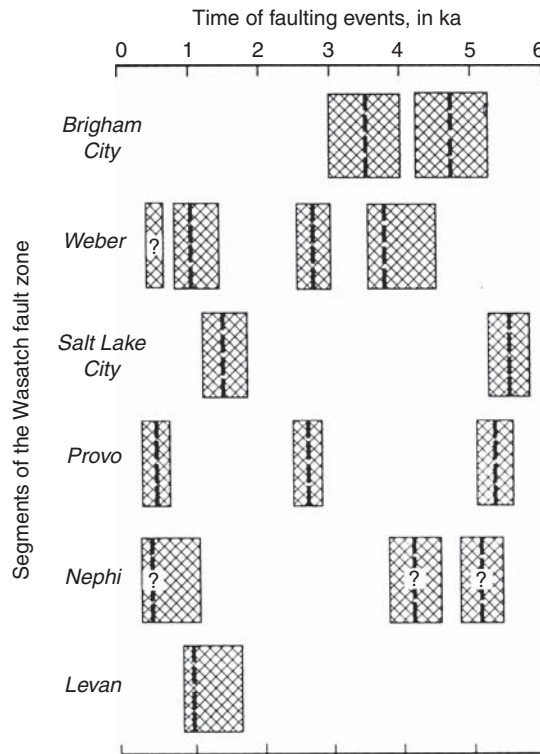 Time of faulting events, in ka
0 1 2 3 4 5 6
Segments of the Wasatch fault zone
Brigham
City
Weber
?
Salt Lake
City
Provo
Nephi
? ? ?
Levan